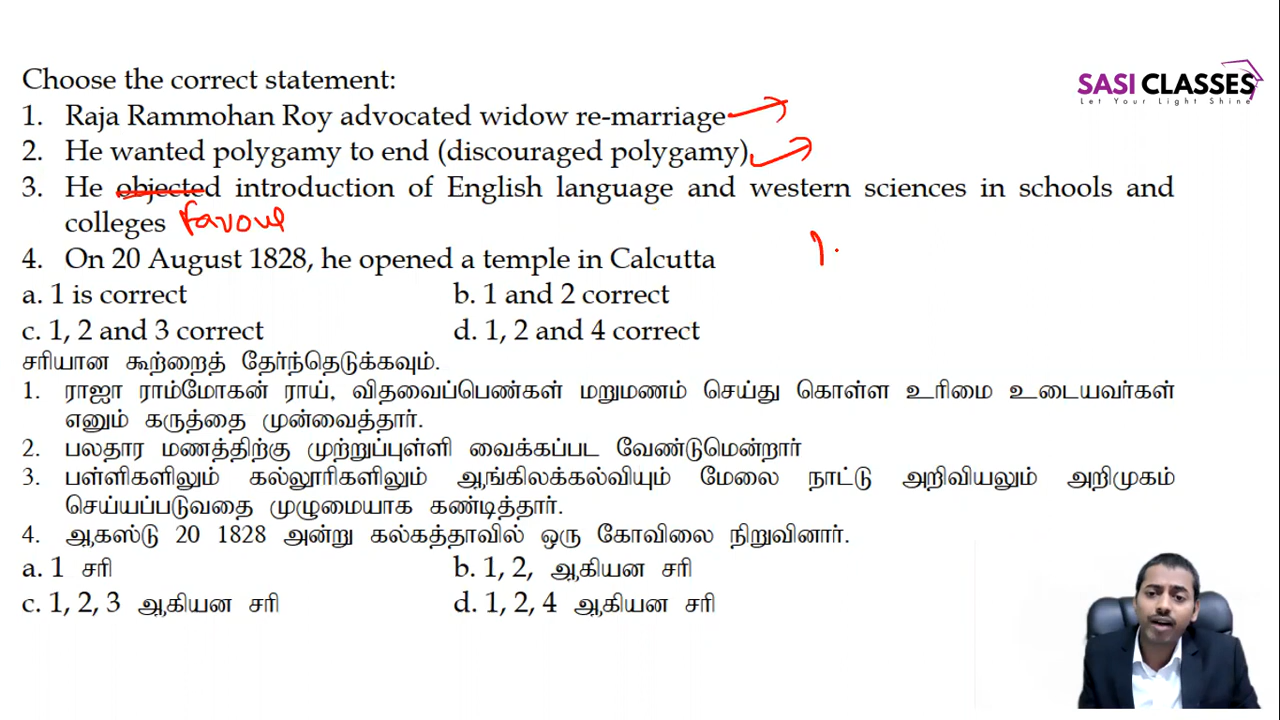 SASI CLASSES
Let Your Light Shine
Choose the correct statement:
1. Raja Rammohan Roy advocated widow re-marriage
2. He wanted polygamy to end (discouraged polygamy)
3. He objected introduction of English language and western sciences in schools and
colleges favour
4. On 20 August 1828, he opened a temple in Calcutta
a. 1 is correct b. 1 and 2 correct
c. 1, 2 and 3 correct d. 1, 2 and 4 correct
சரியான கூற்றைத் தேர்ந்தெடுக்கவும்.
1. ராஜா ராம்மோகன் ராய், விதவைப்பெண்கள் மறுமணம் செய்து கொள்ள உரிமை உடையவர்கள்
எனும் கருத்தை முன்வைத்தார்.
2. பலதார மணத்திற்கு முற்றுப்புள்ளி வைக்கப்பட வேண்டுமென்றார்
3. பள்ளிகளிலும் கல்லூரிகளிலும் ஆங்கிலக்கல்வியும் மேலை நாட்டு அறிவியலும் அறிமுகம்
செய்யப்படுவதை முழுமையாக கண்டித்தார்.
4. ஆகஸ்டு 20 1828 அன்று கல்கத்தாவில் ஒரு கோவிலை நிறுவினார்.
a. 1 சரி b. 1, 2, ஆகியன சரி
c. 1, 2, 3 ஆகியன சரி d. 1, 2, 4 ஆகியன சரி